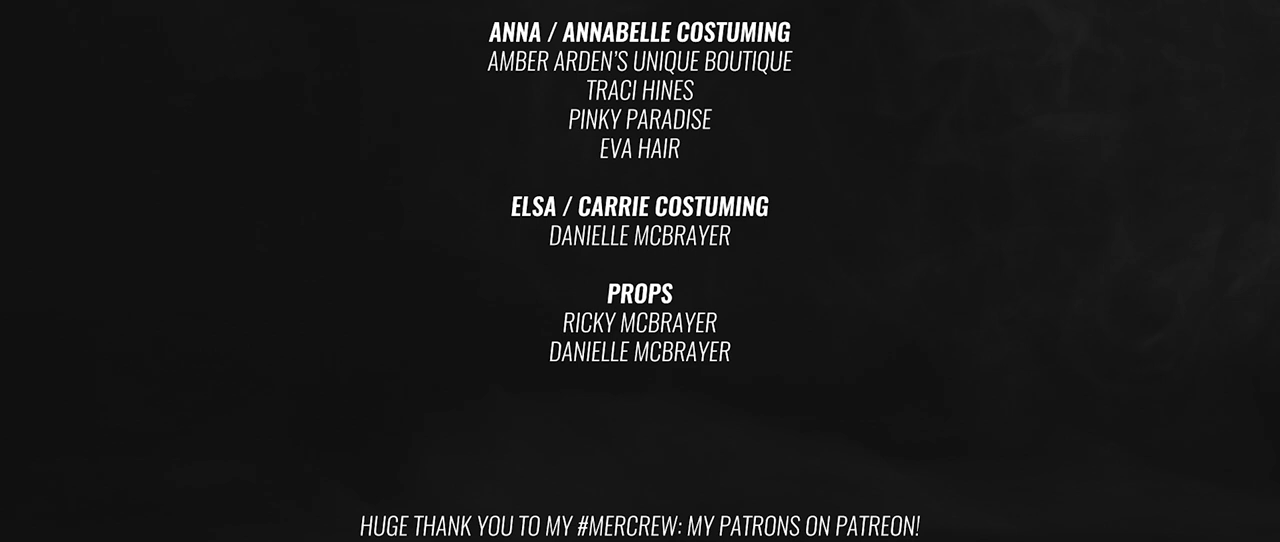 ANNA / ANNABELLE COSTUMING
AMBER ARDEN'S UNIQUE BOUTIQUE
TRACI HINES
PINKY PARADISE
EVA HAIR
ELSA / CARRIE COSTUMING
DANIELLE MCBRAYER
PROPS
RICKY MCBRAYER
DANIELLE MCBRAYER
HUGE THANK YOU TO MY #MERCREW: MY PATRONS ON PATREON!